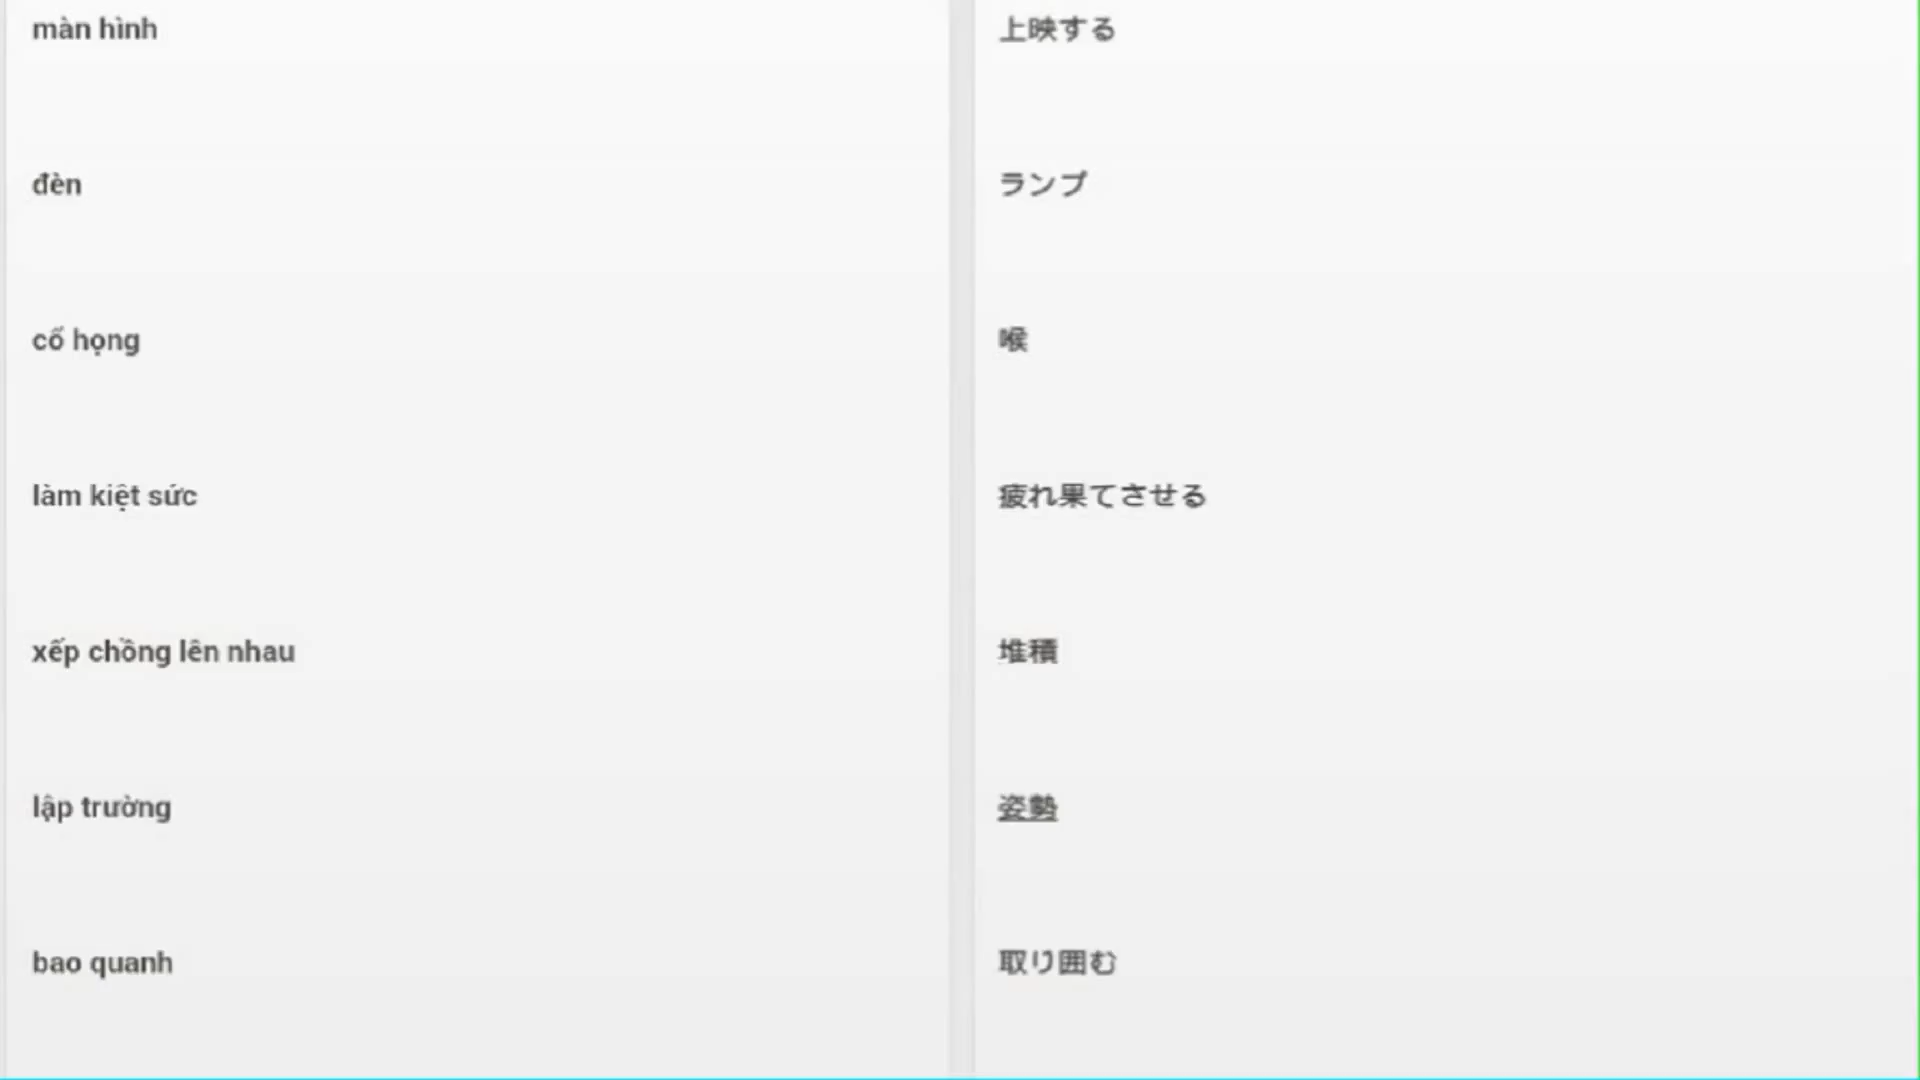 màn hình
上映する
đèn
ランプ
cổ họng
喉
làm kiệt sức
疲れ果てさせる
xếp chồng lên nhau
堆積
lập trường
姿勢
bao quanh
取り囲む